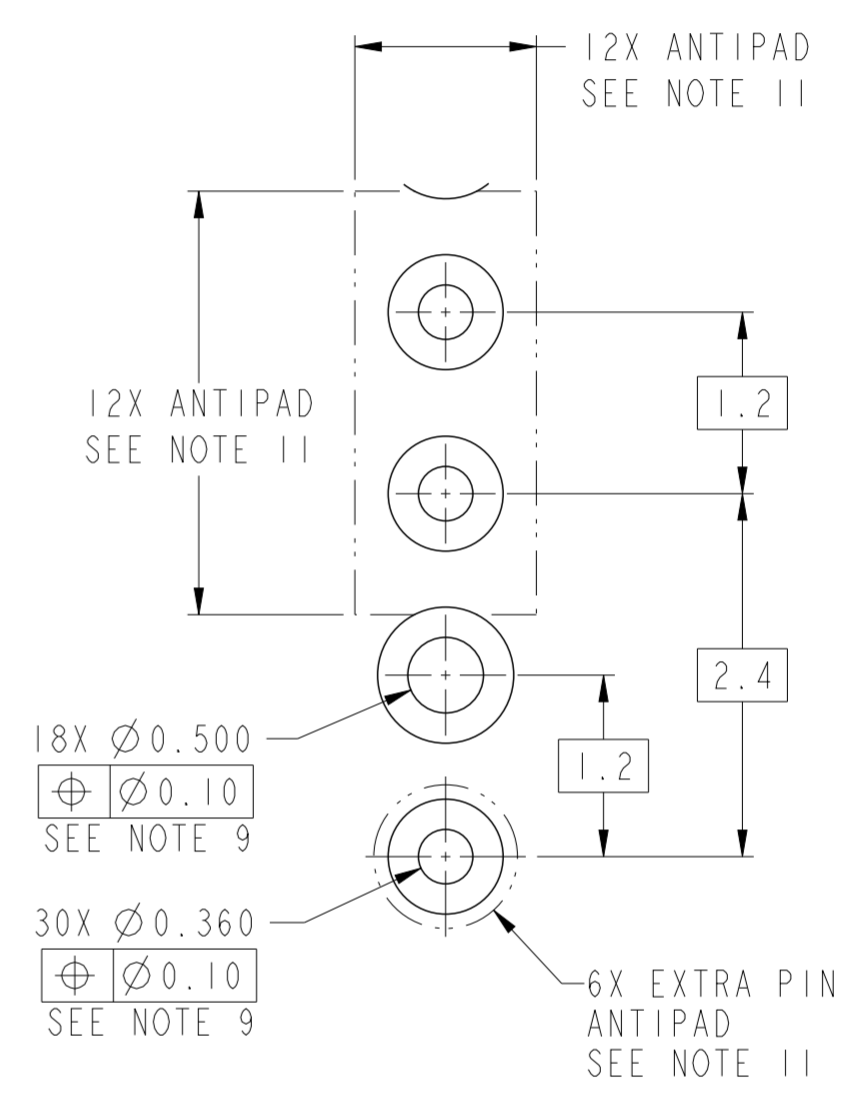 12X ANTIPAD
SEE NOTE 11
12X ANTIPAD
SEE NOTE 11
1.2
2.4
1.2
18X ∅0.500
⌖ ∅0.10
SEE NOTE 9
30X ∅0.360
⌖ ∅0.10
SEE NOTE 9
6X EXTRA PIN
ANTIPAD
SEE NOTE 11